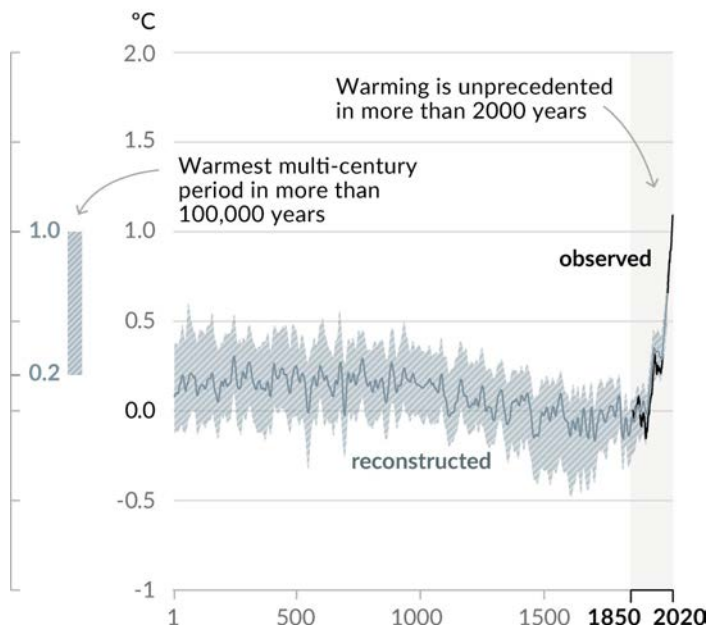 °C
2.0
Warming is unprecedented
in more than 2000 years
1.5
Warmest multi-century
period in more than
100,000 years
1.0
1.0
observed
0.5
0.2
0.0
reconstructed
-0.5
-1
1
500
1000
1500
1850
2020